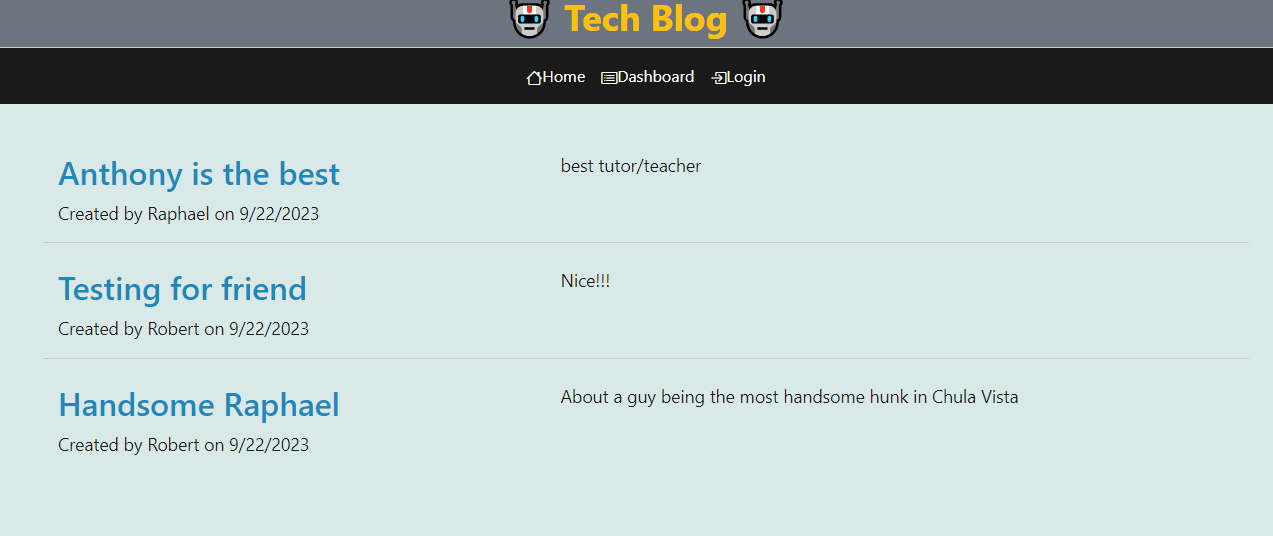 Tech Blog
Home Dashboard Login
Anthony is the best
best tutor/teacher
Created by Raphael on 9/22/2023
Testing for friend
Nice!!!
Created by Robert on 9/22/2023
Handsome Raphael
About a guy being the most handsome hunk in Chula Vista
Created by Robert on 9/22/2023